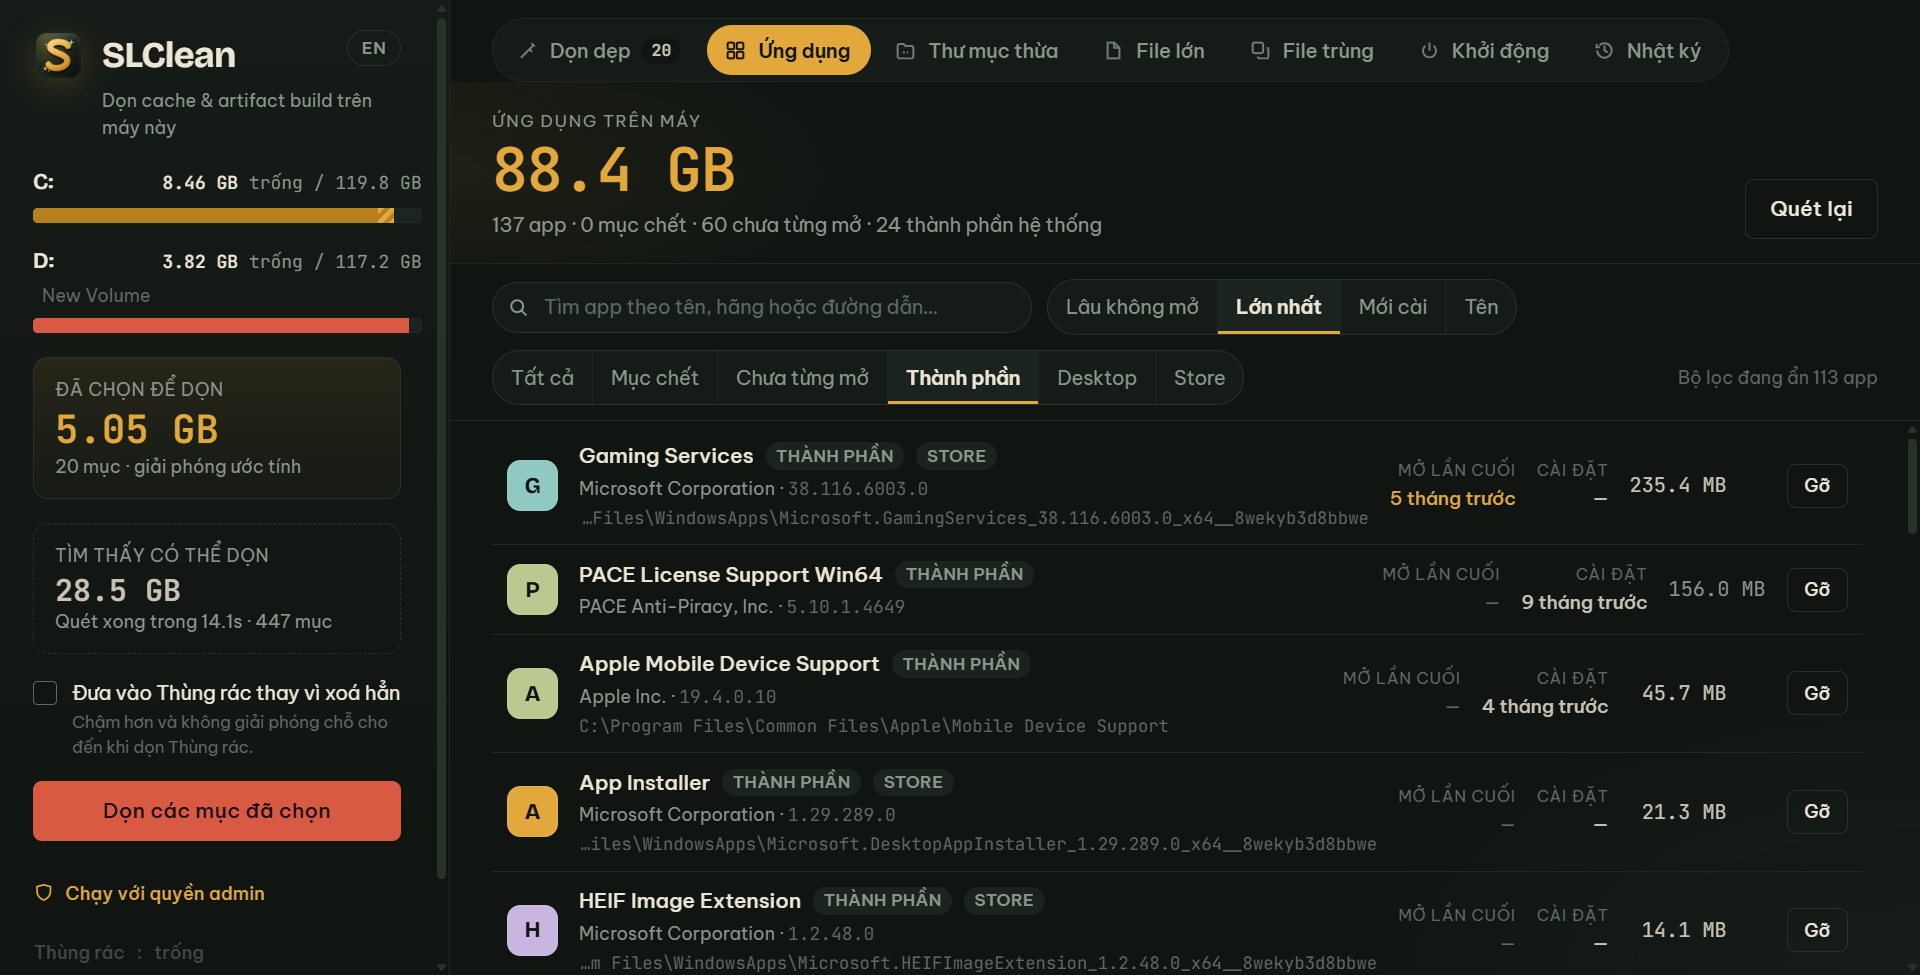 SLClean
EN
Dọn cache & artifact build trên
máy này
C: 8.46 GB trống / 119.8 GB
D: 3.82 GB trống / 117.2 GB
New Volume
ĐÃ CHỌN ĐỂ DỌN
5.05 GB
20 mục · giải phóng ước tính
TÌM THẤY CÓ THỂ DỌN
28.5 GB
Quét xong trong 14.1s · 447 mục
Đưa vào Thùng rác thay vì xoá hẳn
Chậm hơn và không giải phóng chỗ cho
đến khi dọn Thùng rác.
Dọn các mục đã chọn
Chạy với quyền admin
Thùng rác : trống
Dọn dẹp 20 Ứng dụng Thư mục thừa File lớn File trùng Khởi động Nhật ký
ỨNG DỤNG TRÊN MÁY
88.4 GB
137 app · 0 mục chết · 60 chưa từng mở · 24 thành phần hệ thống
Quét lại
Tìm app theo tên, hãng hoặc đường dẫn...
Lâu không mở Lớn nhất Mới cài Tên
Tất cả Mục chết Chưa từng mở Thành phần Desktop Store
Bộ lọc đang ẩn 113 app
G
Gaming Services THÀNH PHẦN STORE
Microsoft Corporation · 38.116.6003.0
…Files\WindowsApps\Microsoft.GamingServices_38.116.6003.0_x64__8wekyb3d8bbwe
MỞ LẦN CUỐI CÀI ĐẶT
5 tháng trước — 235.4 MB Gỡ
P
PACE License Support Win64 THÀNH PHẦN
PACE Anti-Piracy, Inc. · 5.10.1.4649
MỞ LẦN CUỐI CÀI ĐẶT
— 9 tháng trước 156.0 MB Gỡ
A
Apple Mobile Device Support THÀNH PHẦN
Apple Inc. · 19.4.0.10
C:\Program Files\Common Files\Apple\Mobile Device Support
MỞ LẦN CUỐI CÀI ĐẶT
— 4 tháng trước 45.7 MB Gỡ
A
App Installer THÀNH PHẦN STORE
Microsoft Corporation · 1.29.289.0
…iles\WindowsApps\Microsoft.DesktopAppInstaller_1.29.289.0_x64__8wekyb3d8bbwe
MỞ LẦN CUỐI CÀI ĐẶT
— — 21.3 MB Gỡ
H
HEIF Image Extension THÀNH PHẦN STORE
Microsoft Corporation · 1.2.48.0
…m Files\WindowsApps\Microsoft.HEIFImageExtension_1.2.48.0_x64__8wekyb3d8bbwe
MỞ LẦN CUỐI CÀI ĐẶT
— — 14.1 MB Gỡ